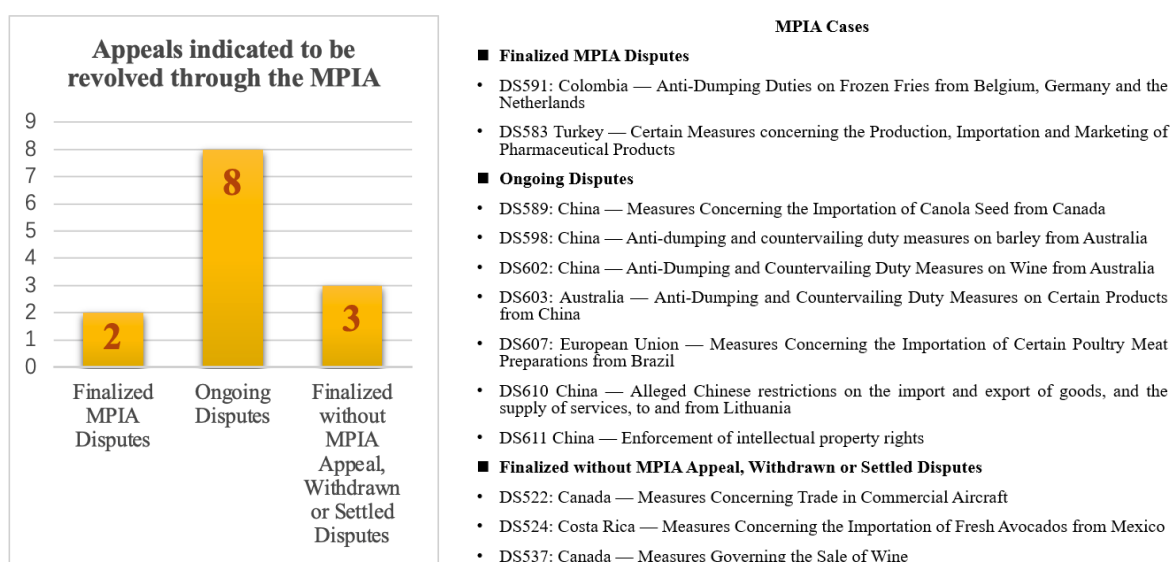 Appeals indicated to be
revolved through the MPIA
9
8
7
6
5
4
3
2
1
0
2
8
3
Finalized
MPIA
Disputes
Ongoing
Disputes
Finalized
without
MPIA
Appeal,
Withdrawn
or Settled
Disputes
MPIA Cases
■ Finalized MPIA Disputes
• DS591: Colombia — Anti-Dumping Duties on Frozen Fries from Belgium, Germany and the
Netherlands
• DS583 Turkey — Certain Measures concerning the Production, Importation and Marketing of
Pharmaceutical Products
■ Ongoing Disputes
• DS589: China — Measures Concerning the Importation of Canola Seed from Canada
• DS598: China — Anti-dumping and countervailing duty measures on barley from Australia
• DS602: China — Anti-Dumping and Countervailing Duty Measures on Wine from Australia
• DS603: Australia — Anti-Dumping and Countervailing Duty Measures on Certain Products
from China
• DS607: European Union — Measures Concerning the Importation of Certain Poultry Meat
Preparations from Brazil
• DS610 China — Alleged Chinese restrictions on the import and export of goods, and the
supply of services, to and from Lithuania
• DS611 China — Enforcement of intellectual property rights
■ Finalized without MPIA Appeal, Withdrawn or Settled Disputes
• DS522: Canada — Measures Concerning Trade in Commercial Aircraft
• DS524: Costa Rica — Measures Concerning the Importation of Fresh Avocados from Mexico
• DS537: Canada — Measures Governing the Sale of Wine